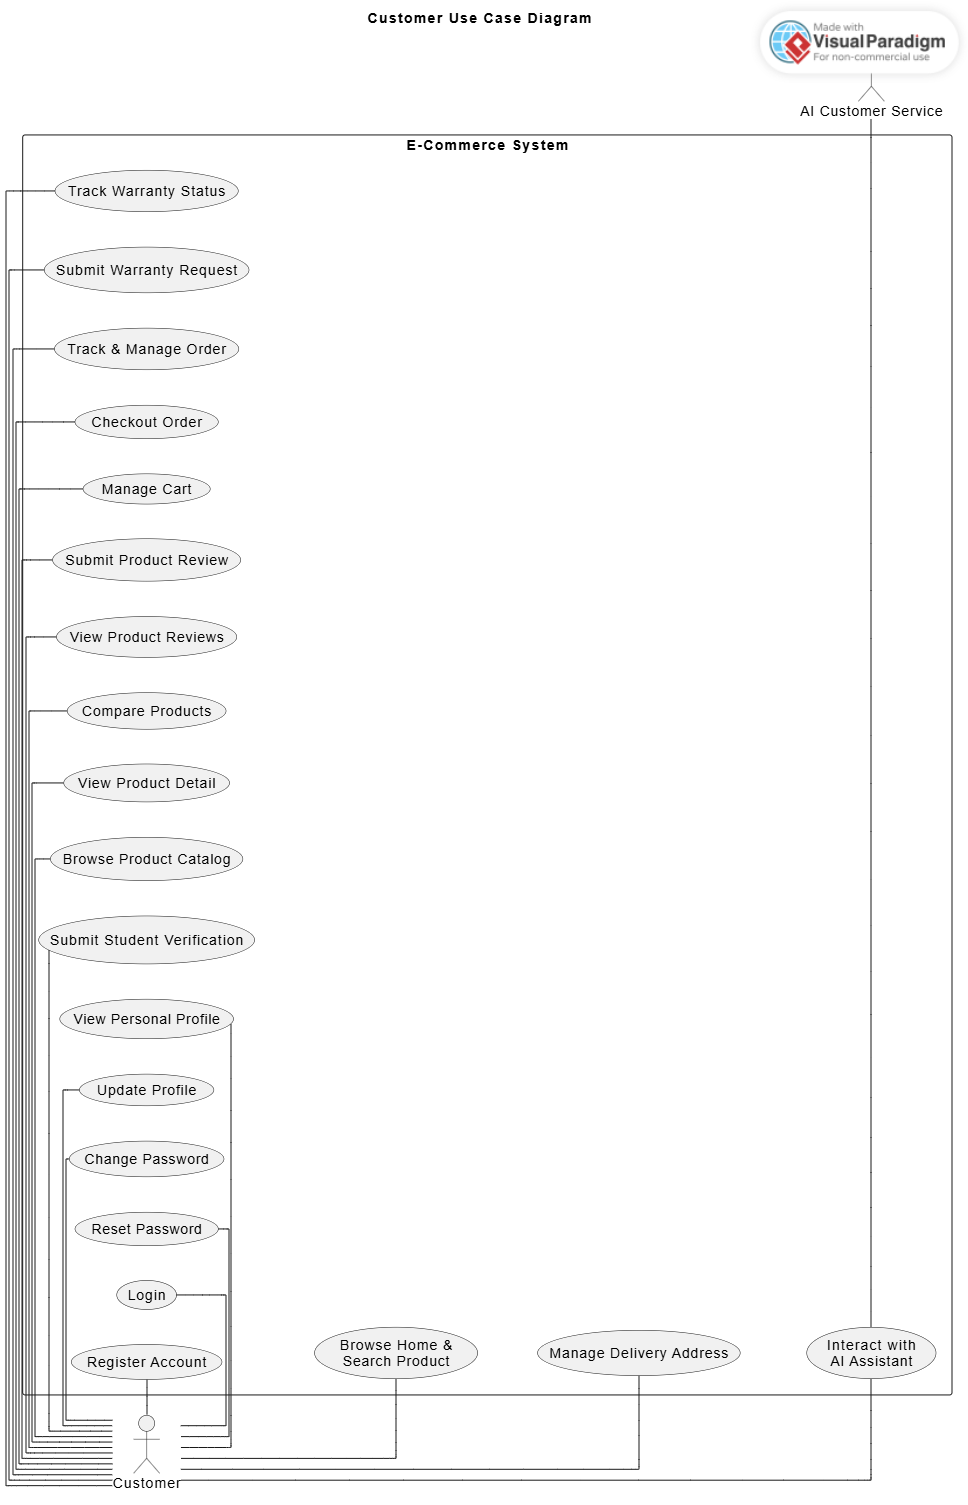 Customer Use Case Diagram
Made with
VisualParadigm
For non-commercial use
AI Customer Service
E-Commerce System
Track Warranty Status
Submit Warranty Request
Track & Manage Order
Checkout Order
Manage Cart
Submit Product Review
View Product Reviews
Compare Products
View Product Detail
Browse Product Catalog
Submit Student Verification
View Personal Profile
Update Profile
Change Password
Reset Password
Login
Register Account
Browse Home &
Search Product
Manage Delivery Address
Interact with
AI Assistant
Customer